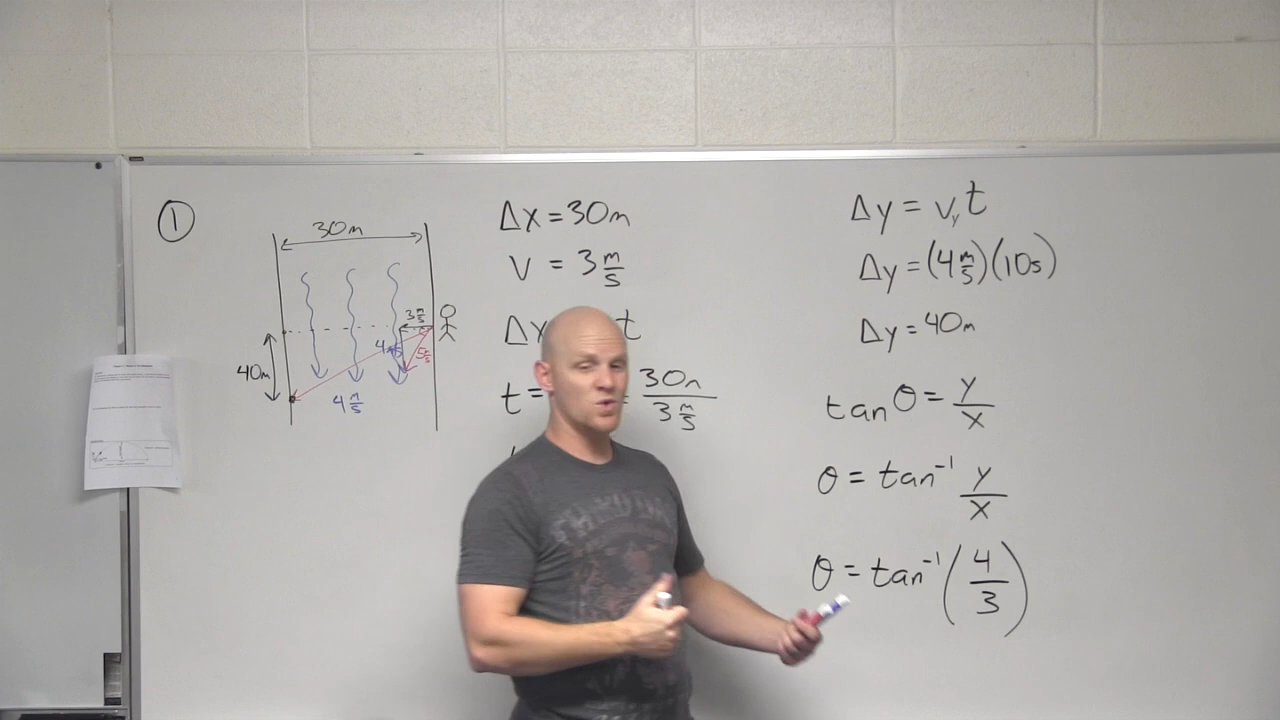 ①
30m
3 m/s
5 m/s
40m
4 m/s
Δx = 30m
v = 3 m/s
t
t =
30m
3 m/s
Δy = v_y t
Δy = (4 m/s)(10s)
Δy = 40m
tan θ = y/x
θ = tan⁻¹ y/x
θ = tan⁻¹ (4/3)